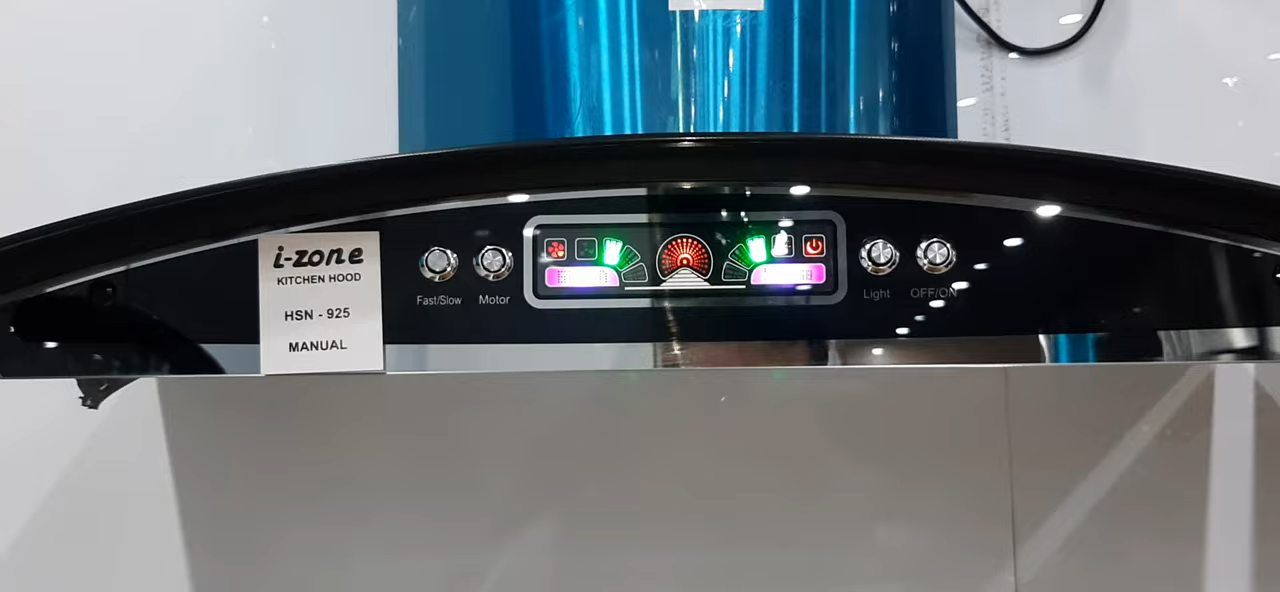 i-zone
KITCHEN HOOD
HSN - 925
MANUAL
Fast/Slow
Motor
Light
OFF/ON